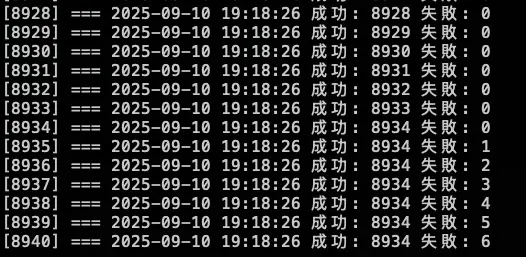 [8928] === 2025-09-10 19:18:26 成功: 8928 失敗: 0
[8929] === 2025-09-10 19:18:26 成功: 8929 失敗: 0
[8930] === 2025-09-10 19:18:26 成功: 8930 失敗: 0
[8931] === 2025-09-10 19:18:26 成功: 8931 失敗: 0
[8932] === 2025-09-10 19:18:26 成功: 8932 失敗: 0
[8933] === 2025-09-10 19:18:26 成功: 8933 失敗: 0
[8934] === 2025-09-10 19:18:26 成功: 8934 失敗: 0
[8935] === 2025-09-10 19:18:26 成功: 8934 失敗: 1
[8936] === 2025-09-10 19:18:26 成功: 8934 失敗: 2
[8937] === 2025-09-10 19:18:26 成功: 8934 失敗: 3
[8938] === 2025-09-10 19:18:26 成功: 8934 失敗: 4
[8939] === 2025-09-10 19:18:26 成功: 8934 失敗: 5
[8940] === 2025-09-10 19:18:26 成功: 8934 失敗: 6